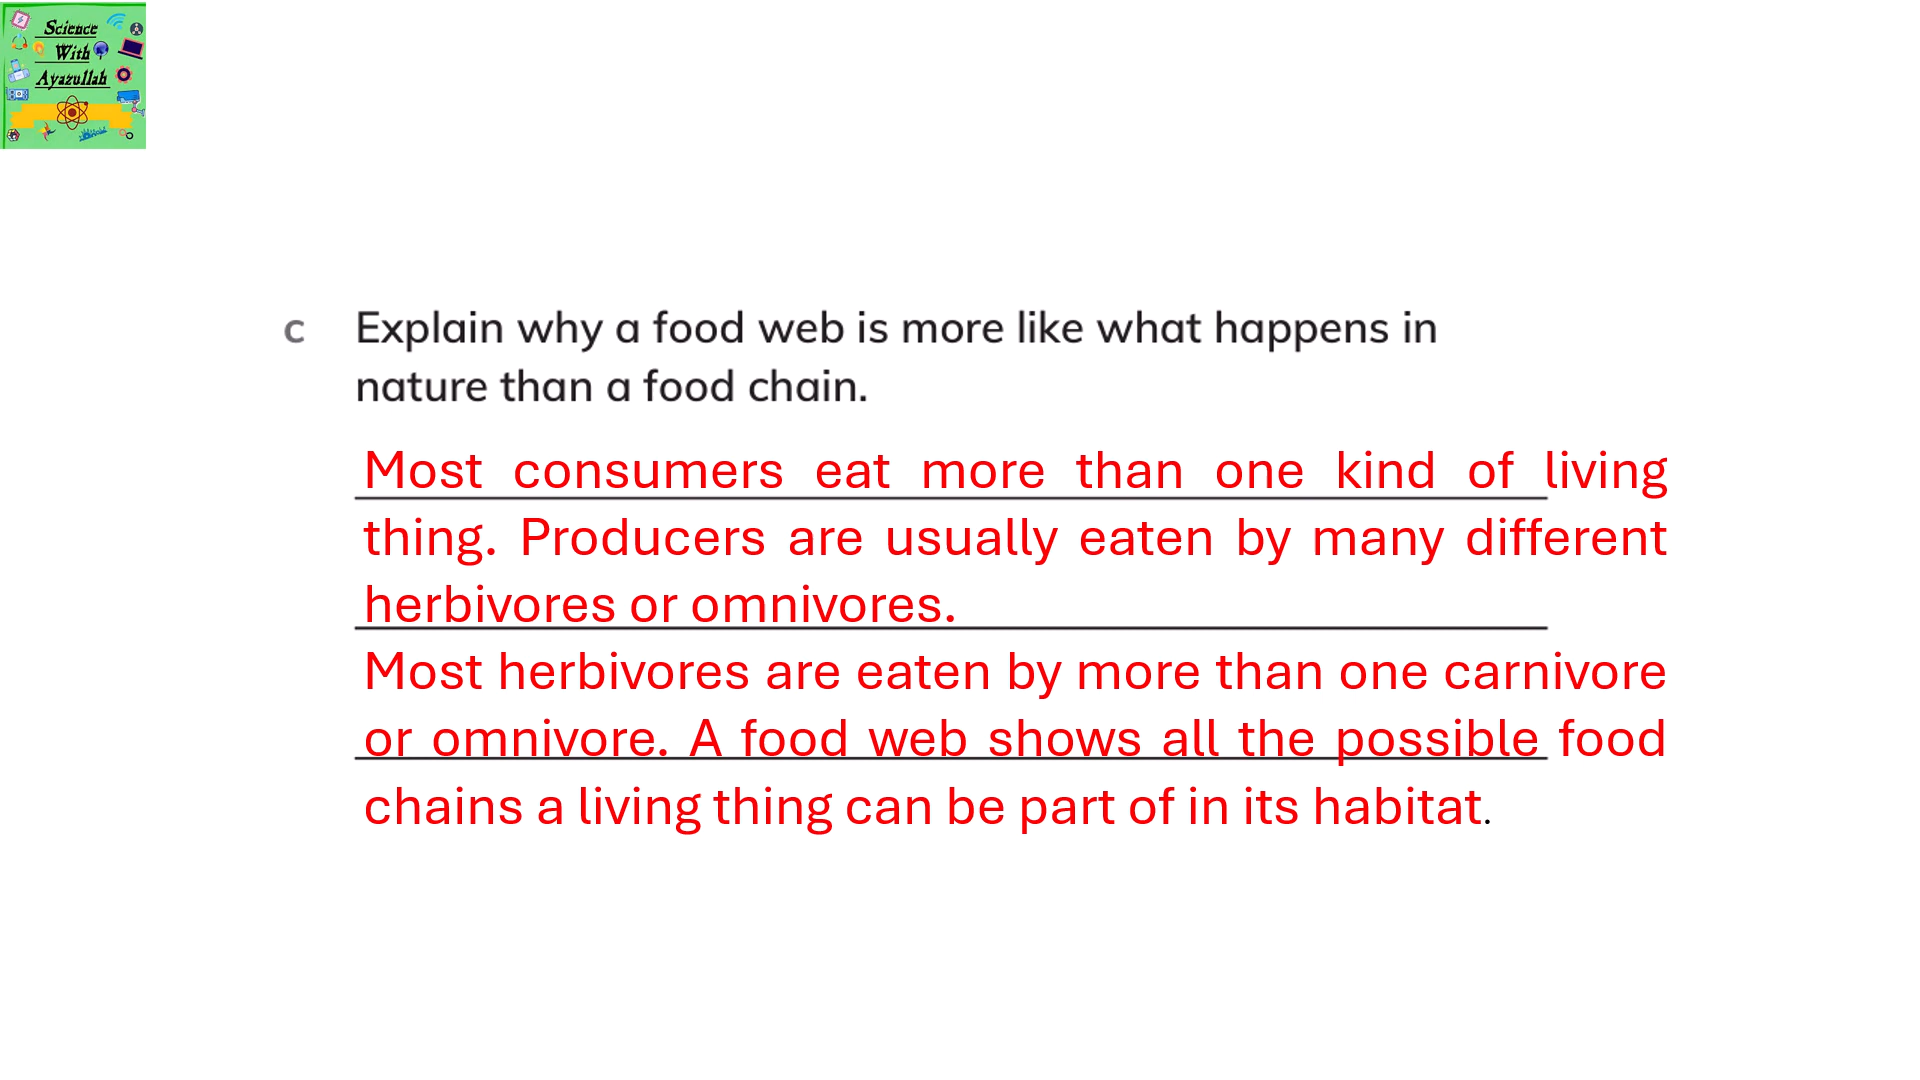 Science
With
Ayazullah
c Explain why a food web is more like what happens in
nature than a food chain.
Most consumers eat more than one kind of living
thing. Producers are usually eaten by many different
herbivores or omnivores.
Most herbivores are eaten by more than one carnivore
or omnivore. A food web shows all the possible food
chains a living thing can be part of in its habitat.